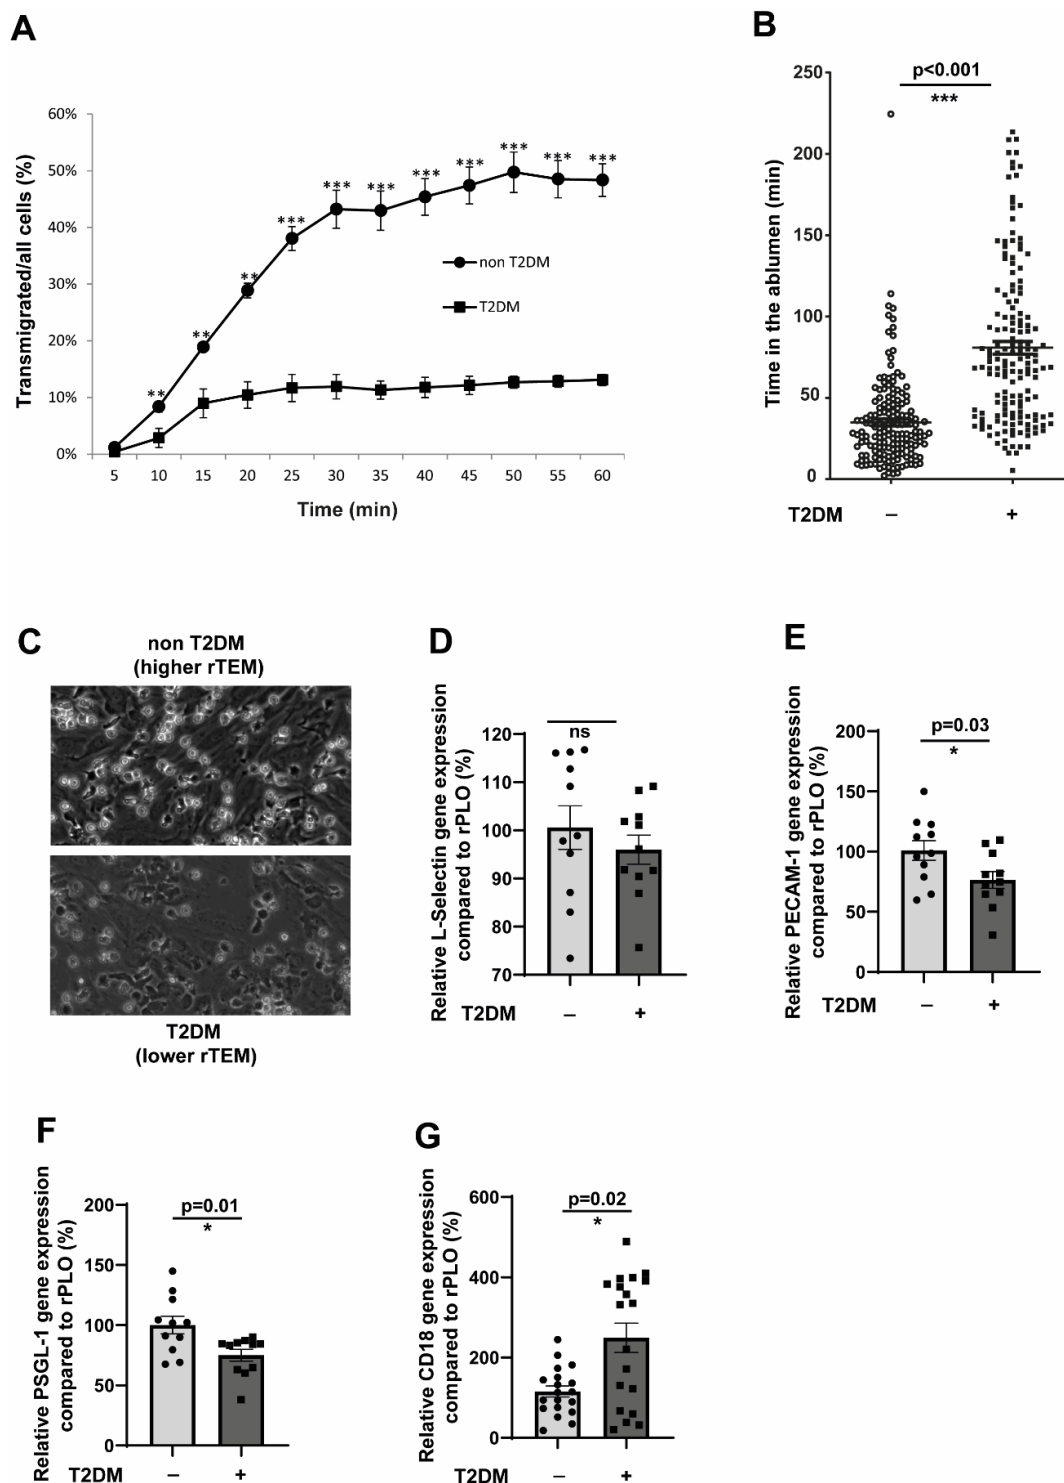 A
60%
50%
40%
30%
20%
10%
0%
Transmigrated/all cells (%)
**
**
**
***
***
***
***
***
***
***
***
non T2DM
T2DM
5 10 15 20 25 30 35 40 45 50 55 60
Time (min)
B
p<0.001
***
250
200
150
100
50
0
Time in the ablumen (min)
T2DM – +
C
non T2DM
(higher rTEM)
T2DM
(lower rTEM)
D
ns
120
110
100
90
80
70
Relative L-Selectin gene expression
compared to rPLO (%)
T2DM – +
E
p=0.03
*
200
150
100
50
0
Relative PECAM-1 gene expression
compared to rPLO (%)
T2DM – +
F
p=0.01
*
200
150
100
50
0
Relative PSGL-1 gene expression
compared to rPLO (%)
T2DM – +
G
p=0.02
*
600
400
200
0
Relative CD18 gene expression
compared to rPLO (%)
T2DM – +